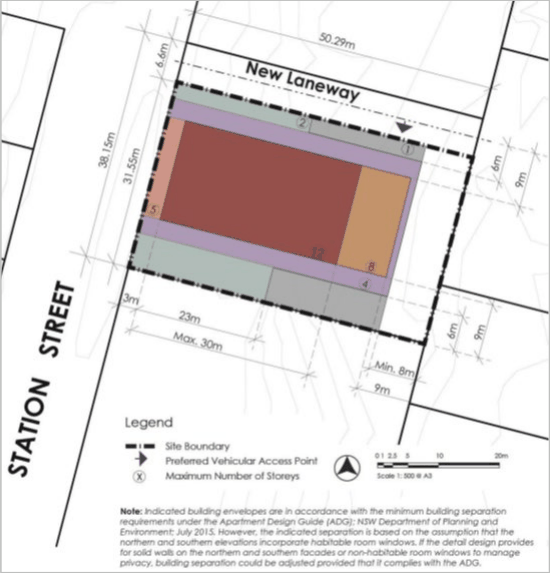 50.29m
6.6m
New Laneway
2
1
38.15m
31.55m
6m
9m
5
12
8
4
3m
23m
Max. 30m
6m
9m
Min. 8m
9m
STATION STREET
Legend
Site Boundary
Preferred Vehicular Access Point
X Maximum Number of Storeys
0 1 2.5 5 10 20m
Scale 1: 500 @ A3
Note: Indicated building envelopes are in accordance with the minimum building separation
requirements under the Apartment Design Guide (ADG); NSW Department of Planning and
Environment; July 2015. However, the indicated separation is based on the assumption that the
northern and southern elevations incorporate habitable room windows. If the detail design provides
for solid walls on the northern and southern facades or non-habitable room windows to manage
privacy, building separation could be adjusted provided that it complies with the ADG.